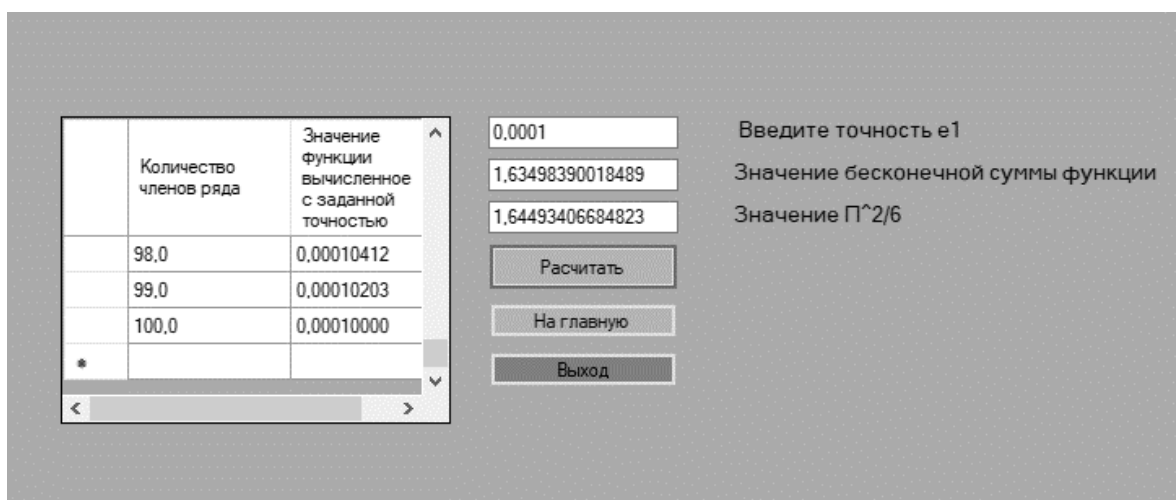 Количество
членов ряда
Значение
функции
вычисленное
с заданной
точностью
98,0 0,00010412
99,0 0,00010203
100,0 0,00010000
*
0,0001 Введите точность e1
1,63498390018489 Значение бесконечной суммы функции
1,64493406684823 Значение П^2/6
Расчитать
На главную
Выход